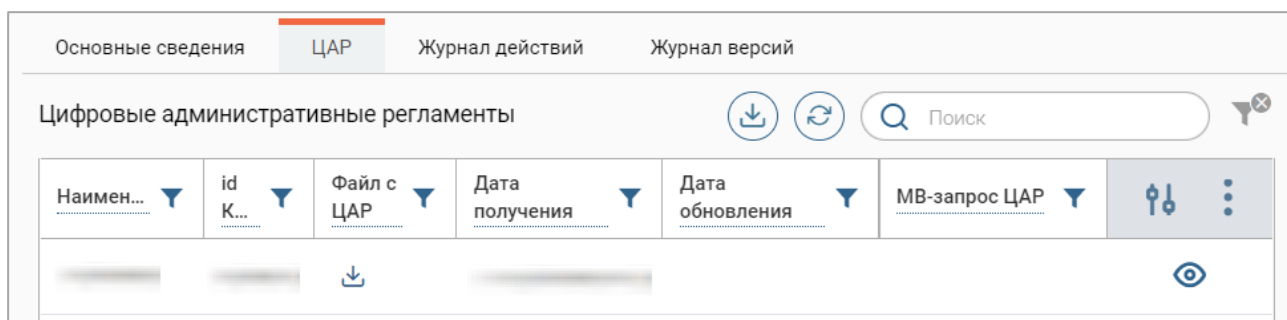 Основные сведения ЦАР Журнал действий Журнал версий
Цифровые административные регламенты Поиск
Наимен... id К... Файл с ЦАР Дата получения Дата обновления МВ-запрос ЦАР